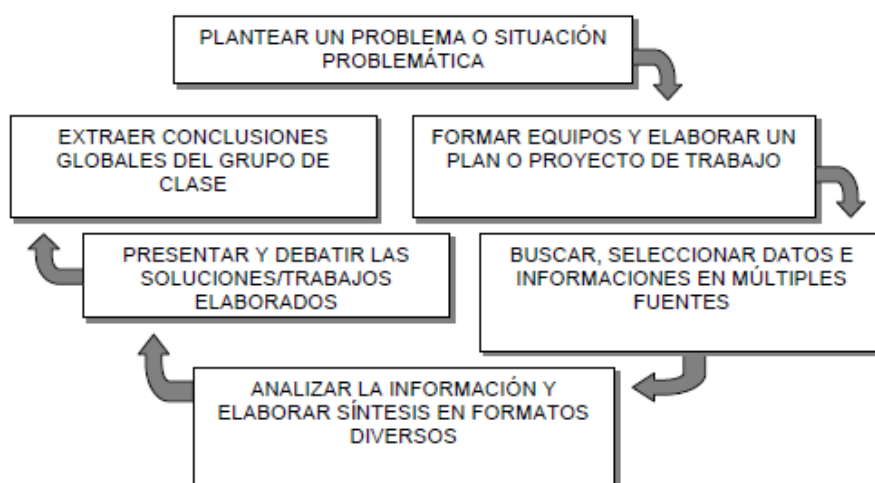 PLANTEAR UN PROBLEMA O SITUACIÓN
PROBLEMÁTICA
FORMAR EQUIPOS Y ELABORAR UN
PLAN O PROYECTO DE TRABAJO
BUSCAR, SELECCIONAR DATOS E
INFORMACIONES EN MÚLTIPLES
FUENTES
ANALIZAR LA INFORMACIÓN Y
ELABORAR SÍNTESIS EN FORMATOS
DIVERSOS
PRESENTAR Y DEBATIR LAS
SOLUCIONES/TRABAJOS
ELABORADOS
EXTRAER CONCLUSIONES
GLOBALES DEL GRUPO DE
CLASE